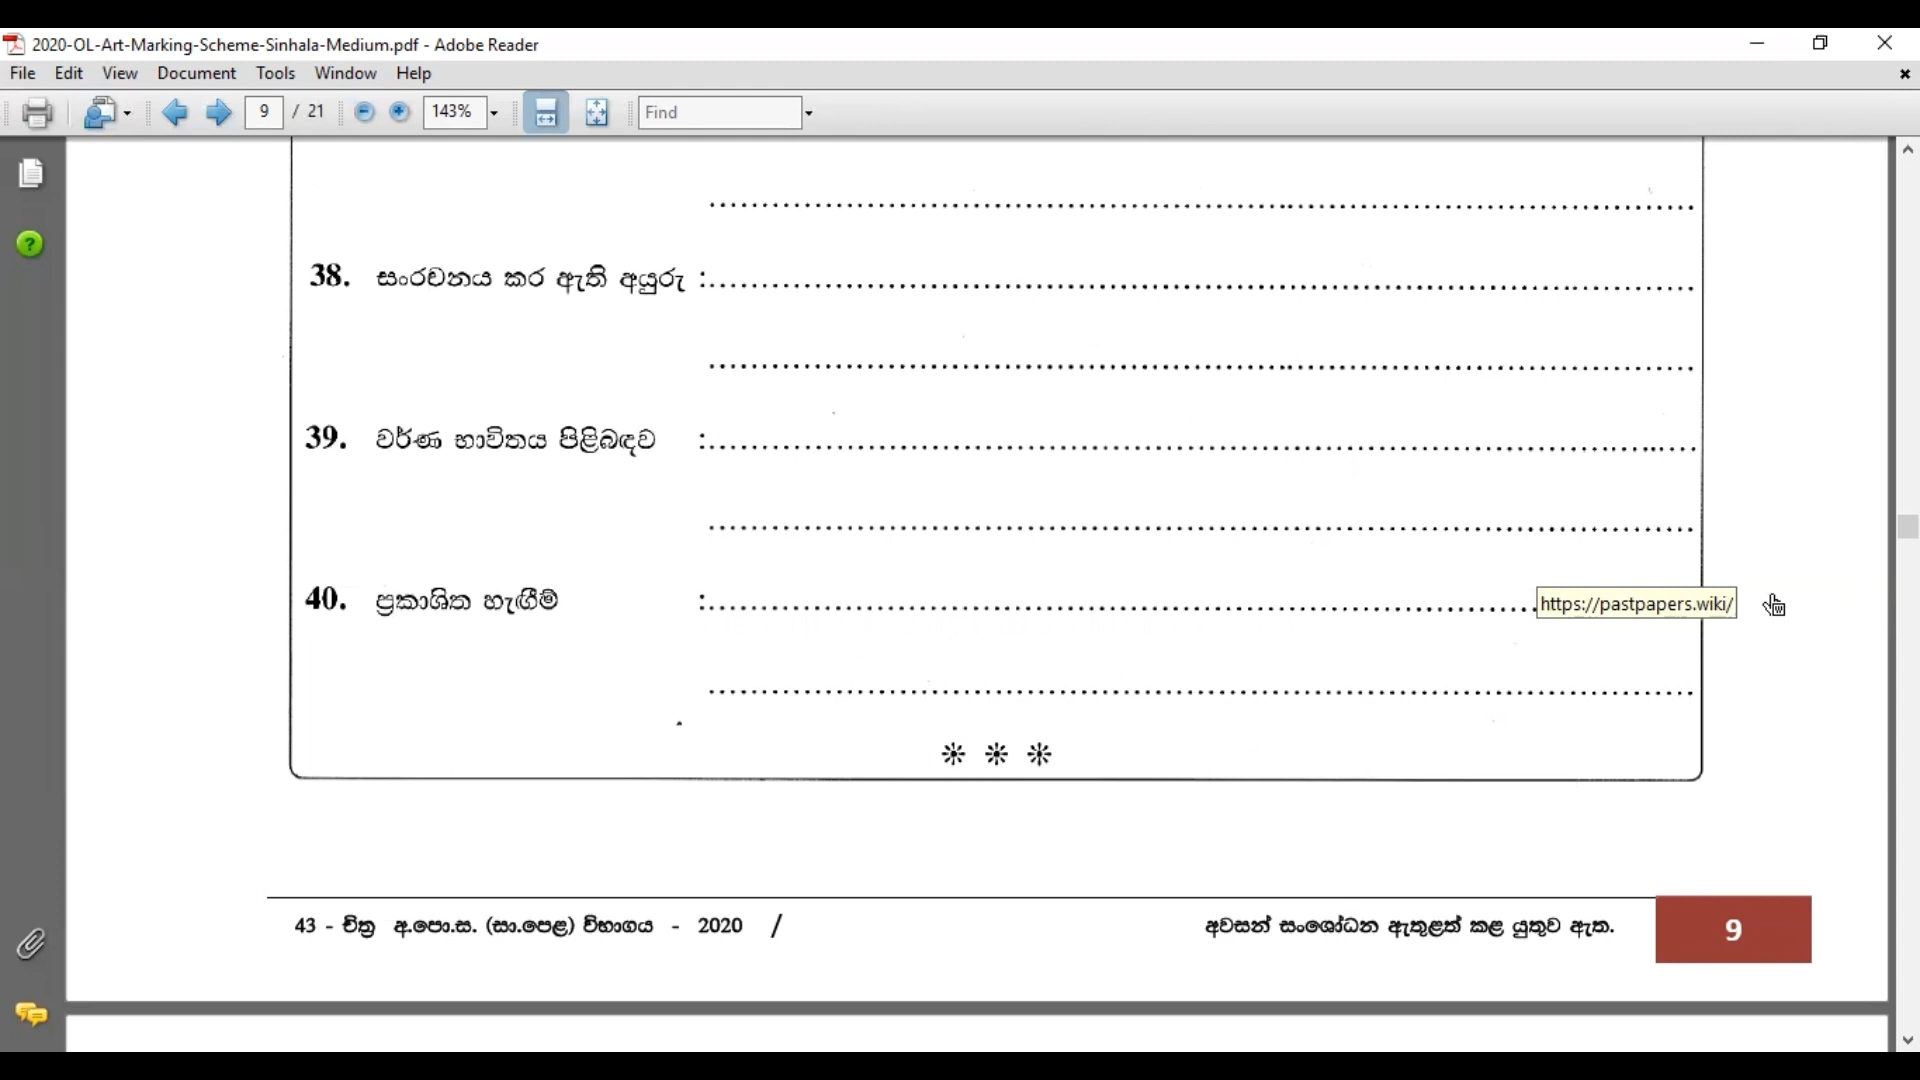 2020-OL-Art-Marking-Scheme-Sinhala-Medium.pdf - Adobe Reader
File Edit View Document Tools Window Help
9 / 21 143% Find
38. සංරචනය කර ඇති අයුරු :
39. වර්ණ භාවිතය පිළිබඳව :
40. ප්‍රකාශිත හැඟීම් :
https://pastpapers.wiki/
43 - චිත්‍ර අ.පො.ස. (සා.පෙළ) විභාගය - 2020 / අවසන් සංශෝධන ඇතුළත් කළ යුතුව ඇත. 9